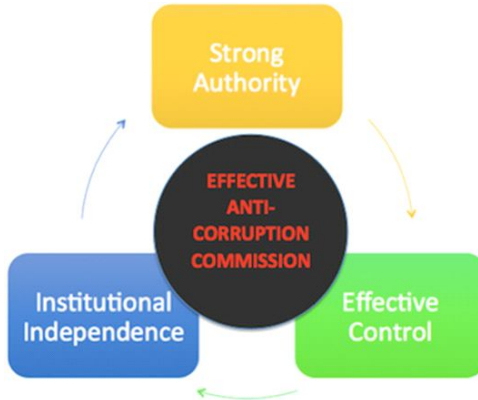 Strong
Authority
EFFECTIVE
ANTI-
CORRUPTION
COMMISSION
Institutional
Independence
Effective
Control